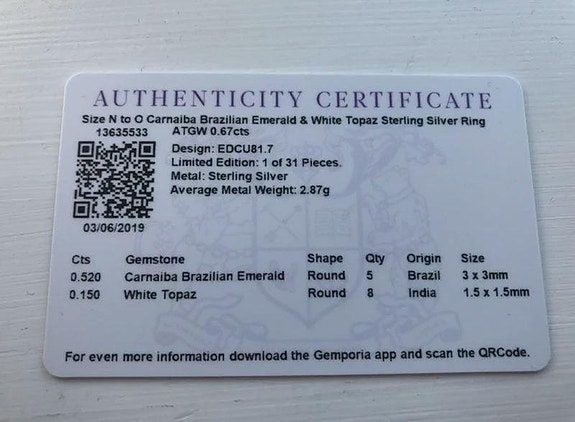 AUTHENTICITY CERTIFICATE
Size N to O Carnaiba Brazilian Emerald & White Topaz Sterling Silver Ring
13635533 ATGW 0.67cts
Design: EDCU81.7
Limited Edition: 1 of 31 Pieces.
Metal: Sterling Silver
Average Metal Weight: 2.87g
03/06/2019
Cts Gemstone Shape Qty Origin Size
0.520 Carnaiba Brazilian Emerald Round 5 Brazil 3 x 3mm
0.150 White Topaz Round 8 India 1.5 x 1.5mm
For even more information download the Gemporia app and scan the QRCode.